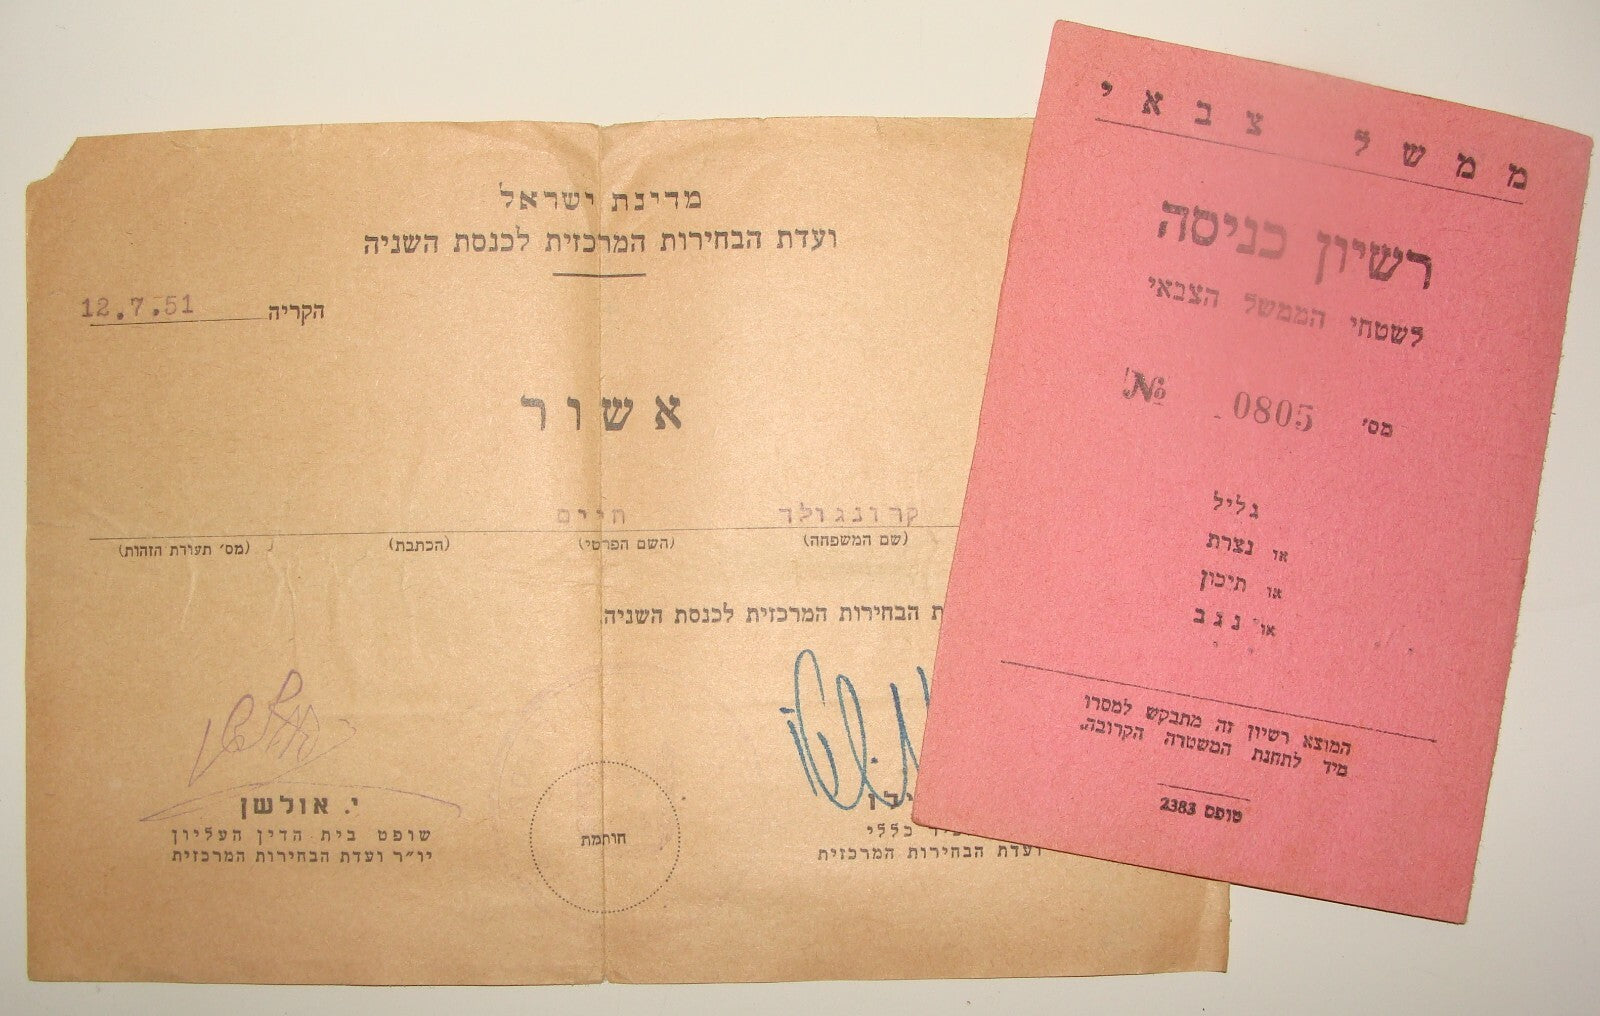 מדינת ישראל
ועדת הבחירות המרכזית לכנסת השניה
הקריה 12.7.51
אשור
קרונגולד חיים
(שם המשפחה) (השם הפרטי) (הכתבת) (מס׳ תעודת הזהות)
הבחירות המרכזית לכנסת השניה
י. אולשן
שופט בית הדין העליון
יו״ר ועדת הבחירות המרכזית
חותמת
כללי
ועדת הבחירות המרכזית
ממשל צבאי
רשיון כניסה
לשטחי הממשל הצבאי
מס׳ 0805 №
גליל
או נצרת
או תיכון
או נגב
המוצא רשיון זה מתבקש למסרו
מיד לתחנת המשטרה הקרובה.
טופס 2383